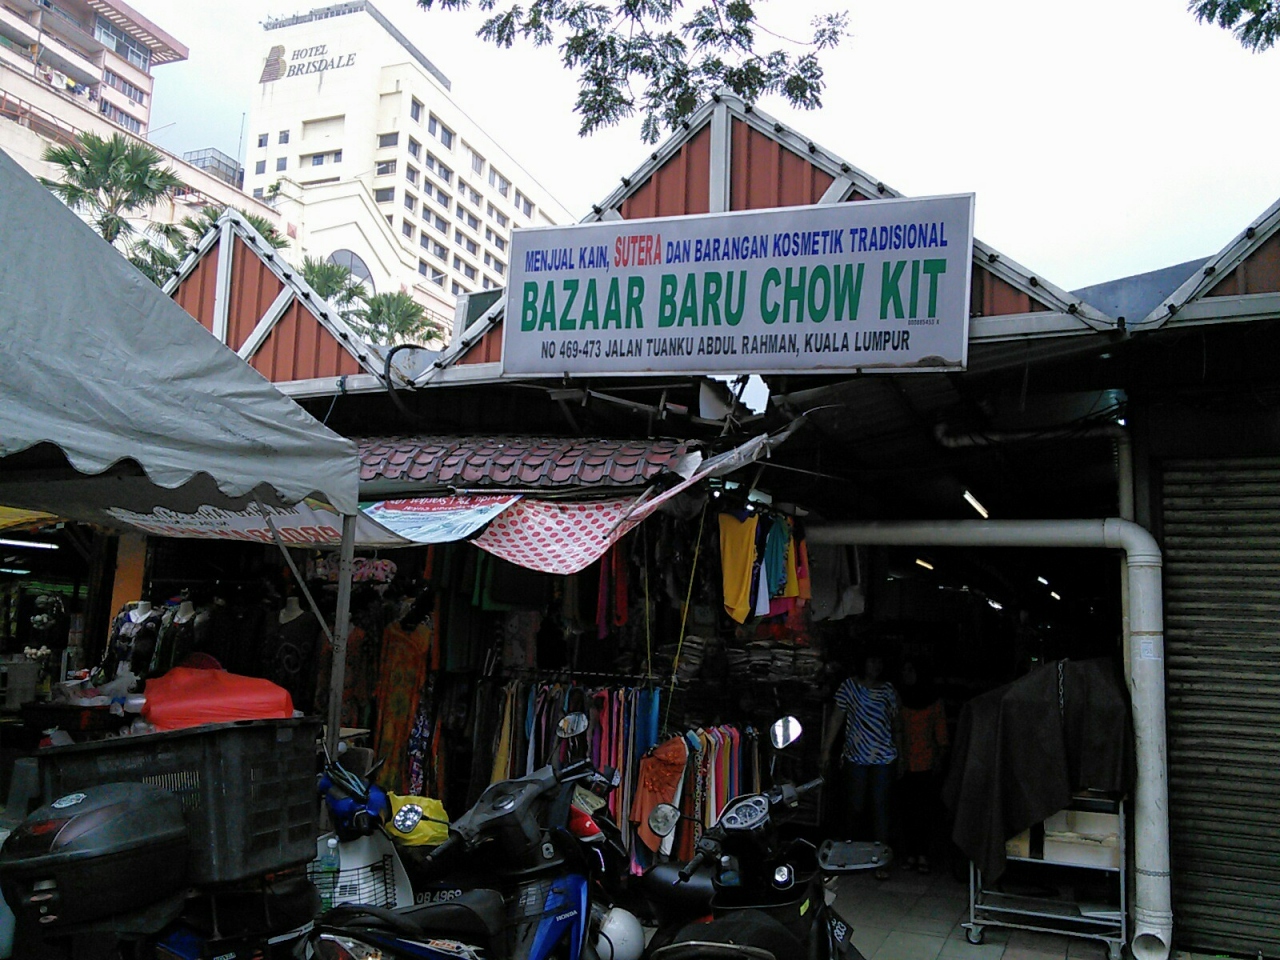 HOTEL
BRISDALE
MENJUAL KAIN, SUTERA DAN BARANGAN KOSMETIK TRADISIONAL
BAZAAR BARU CHOW KIT
NO 469-473 JALAN TUANKU ABDUL RAHMAN, KUALA LUMPUR
HONDA